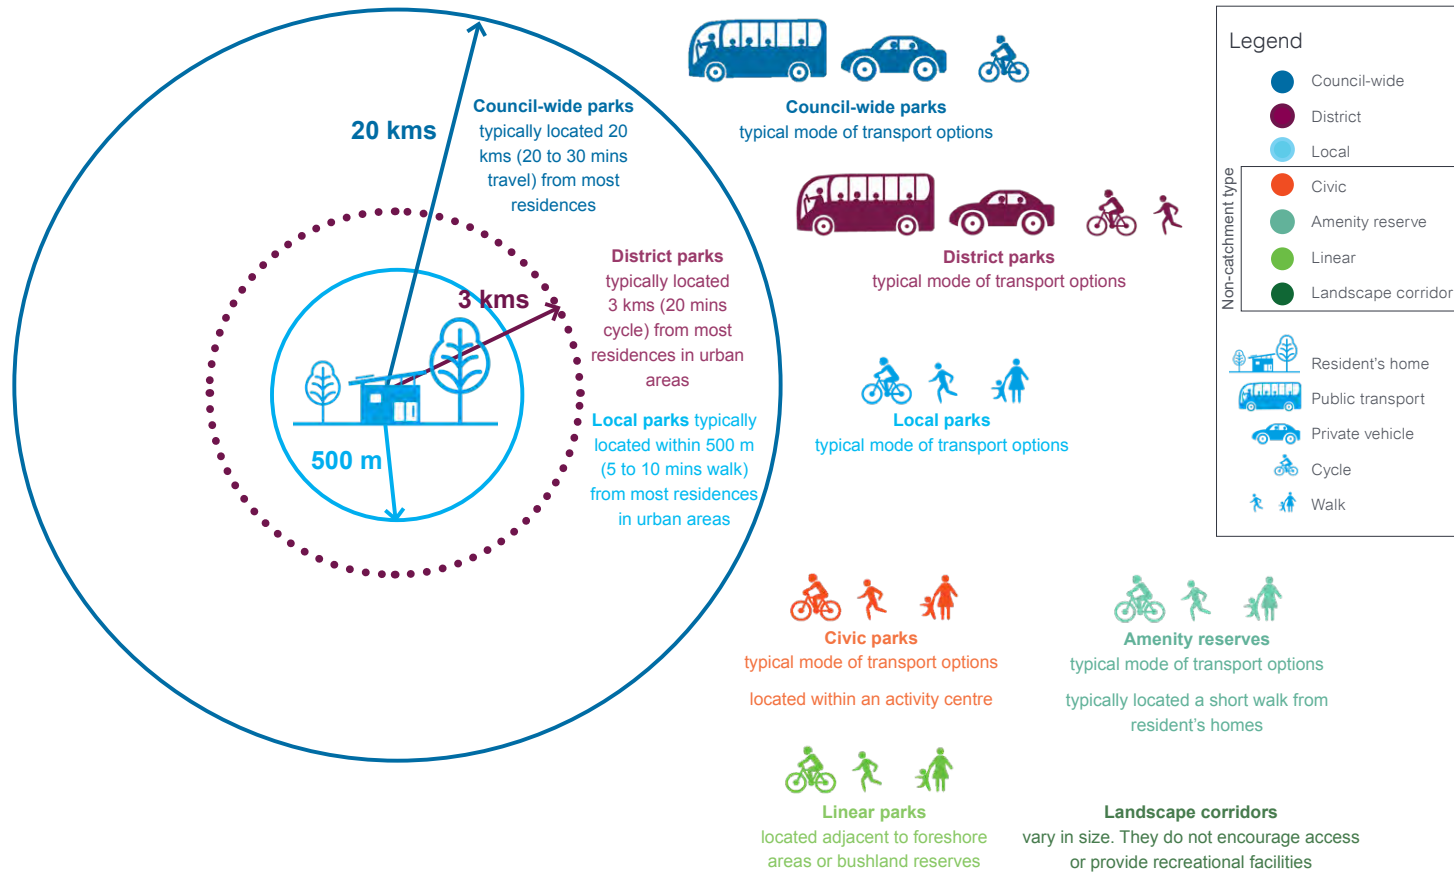 20 kms
Council-wide parks
typically located 20
kms (20 to 30 mins
travel) from most
residences
3 kms
District parks
typically located
3 kms (20 mins
cycle) from most
residences in urban
areas
500 m
Local parks typically
located within 500 m
(5 to 10 mins walk)
from most residences
in urban areas
Council-wide parks
typical mode of transport options
District parks
typical mode of transport options
Local parks
typical mode of transport options
Civic parks
typical mode of transport options
located within an activity centre
Amenity reserves
typical mode of transport options
typically located a short walk from
resident's homes
Linear parks
located adjacent to foreshore
areas or bushland reserves
Landscape corridors
vary in size. They do not encourage access
or provide recreational facilities
Legend
Council-wide
District
Local
Non-catchment type
Civic
Amenity reserve
Linear
Landscape corridor
Resident's home
Public transport
Private vehicle
Cycle
Walk